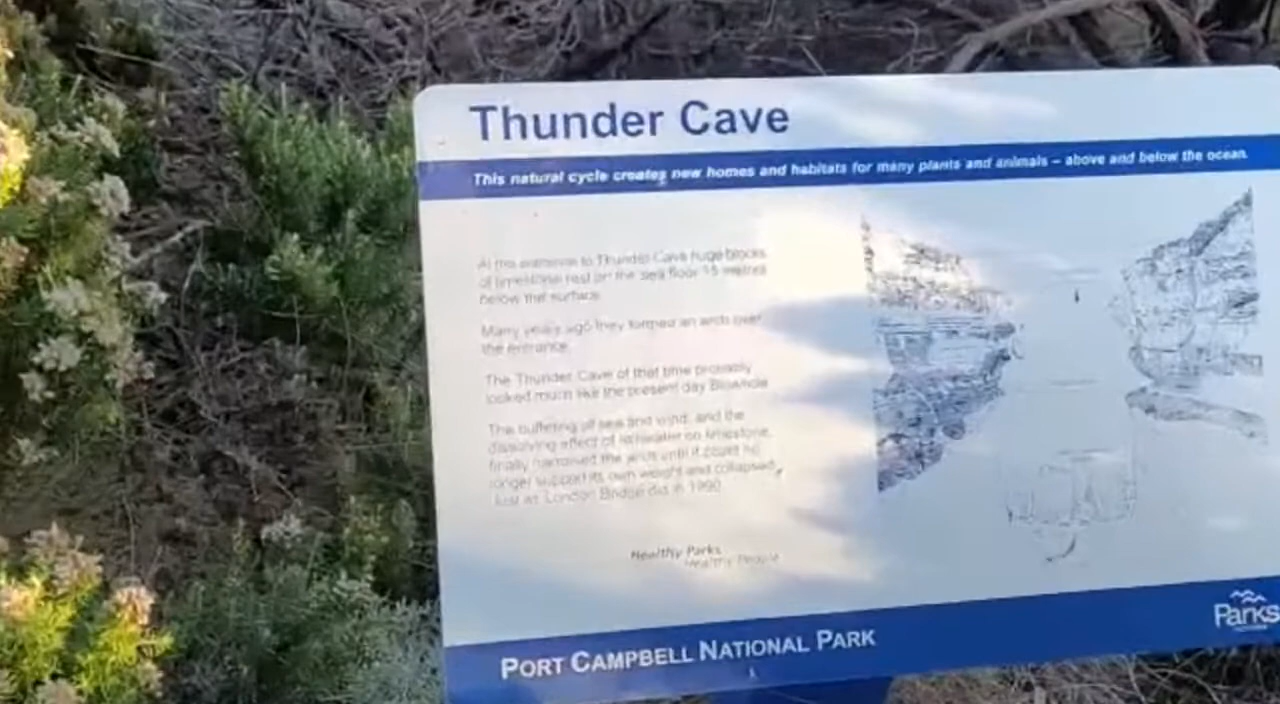 Thunder Cave
This natural cycle creates new homes and habitats for many plants and animals – above and below the ocean.
At the entrance to Thunder Cave huge blocks
of limestone rest on the sea floor 15 metres
below the surface.
Many years ago they formed an arch over
the entrance.
The Thunder Cave of that time probably
looked much like the present day Blowhole.
The buffeting of sea and wind, and the
dissolving effect of rainwater on limestone,
finally narrowed the arch until it could no
longer support its own weight and collapsed,
just as London Bridge did in 1990.
Healthy Parks
Healthy People
PORT CAMPBELL NATIONAL PARK
Parks